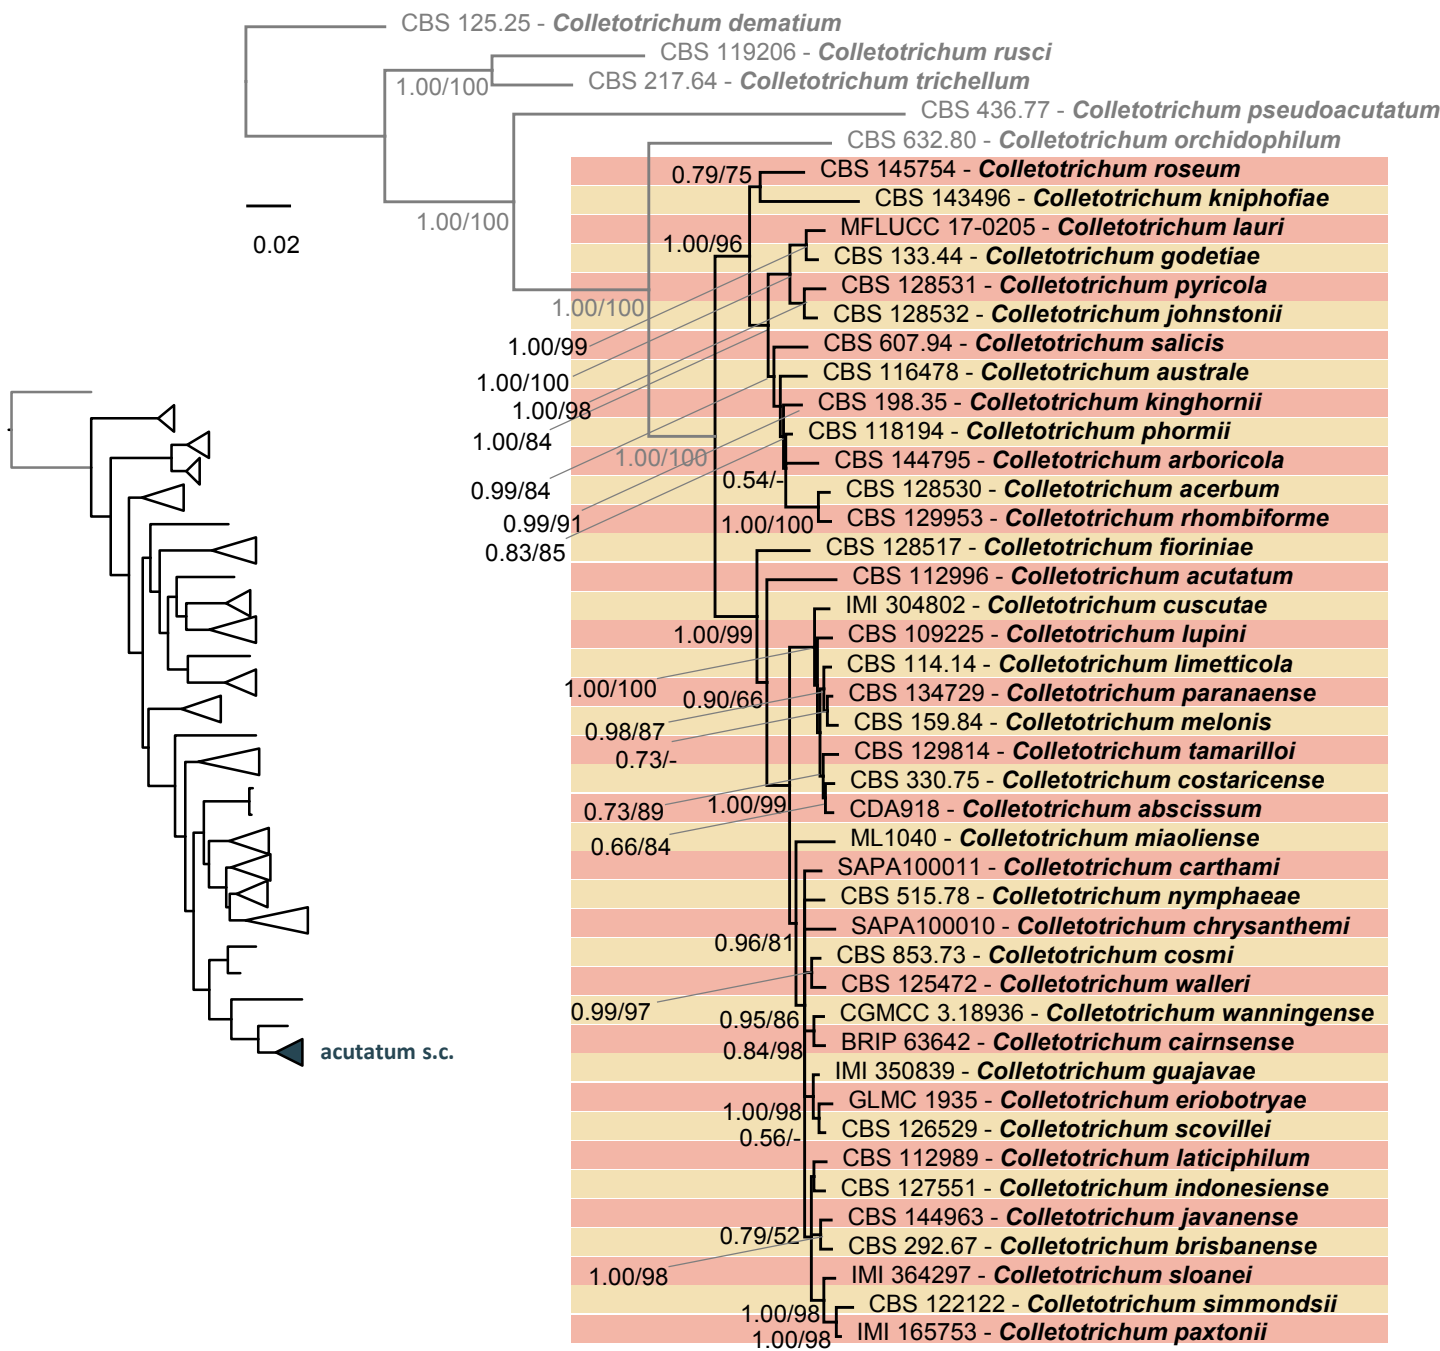 CBS 125.25 - Colletotrichum dematium
CBS 119206 - Colletotrichum rusci
CBS 217.64 - Colletotrichum trichellum
1.00/100
CBS 436.77 - Colletotrichum pseudoacutatum
CBS 632.80 - Colletotrichum orchidophilum
CBS 145754 - Colletotrichum roseum
0.79/75
CBS 143496 - Colletotrichum kniphofiae
1.00/100
0.02
MFLUCC 17-0205 - Colletotrichum lauri
1.00/96
CBS 133.44 - Colletotrichum godetiae
CBS 128531 - Colletotrichum pyricola
1.00/100
CBS 128532 - Colletotrichum johnstonii
1.00/99
CBS 607.94 - Colletotrichum salicis
CBS 116478 - Colletotrichum australe
1.00/100
CBS 198.35 - Colletotrichum kinghornii
1.00/98
CBS 118194 - Colletotrichum phormii
1.00/84
1.00/100
CBS 144795 - Colletotrichum arboricola
0.54/-
CBS 128530 - Colletotrichum acerbum
0.99/84
CBS 129953 - Colletotrichum rhombiforme
0.99/91
1.00/100
CBS 128517 - Colletotrichum fioriniae
0.83/85
CBS 112996 - Colletotrichum acutatum
IMI 304802 - Colletotrichum cuscutae
CBS 109225 - Colletotrichum lupini
1.00/99
CBS 114.14 - Colletotrichum limetticola
1.00/100
CBS 134729 - Colletotrichum paranaense
0.90/66
CBS 159.84 - Colletotrichum melonis
0.98/87
CBS 129814 - Colletotrichum tamarilloi
0.73/-
CBS 330.75 - Colletotrichum costaricense
CDA918 - Colletotrichum abscissum
1.00/99
0.73/89
ML1040 - Colletotrichum miaoliense
0.66/84
SAPA100011 - Colletotrichum carthami
CBS 515.78 - Colletotrichum nymphaeae
SAPA100010 - Colletotrichum chrysanthemi
0.96/81
CBS 853.73 - Colletotrichum cosmi
CBS 125472 - Colletotrichum walleri
0.99/97
CGMCC 3.18936 - Colletotrichum wanningense
0.95/86
BRIP 63642 - Colletotrichum cairnsense
0.84/98
acutatum s.c.
IMI 350839 - Colletotrichum guajavae
GLMC 1935 - Colletotrichum eriobotryae
1.00/98
CBS 126529 - Colletotrichum scovillei
0.56/-
CBS 112989 - Colletotrichum laticiphilum
CBS 127551 - Colletotrichum indonesiense
CBS 144963 - Colletotrichum javanense
0.79/52
CBS 292.67 - Colletotrichum brisbanense
1.00/98
IMI 364297 - Colletotrichum sloanei
CBS 122122 - Colletotrichum simmondsii
1.00/98
IMI 165753 - Colletotrichum paxtonii
1.00/98